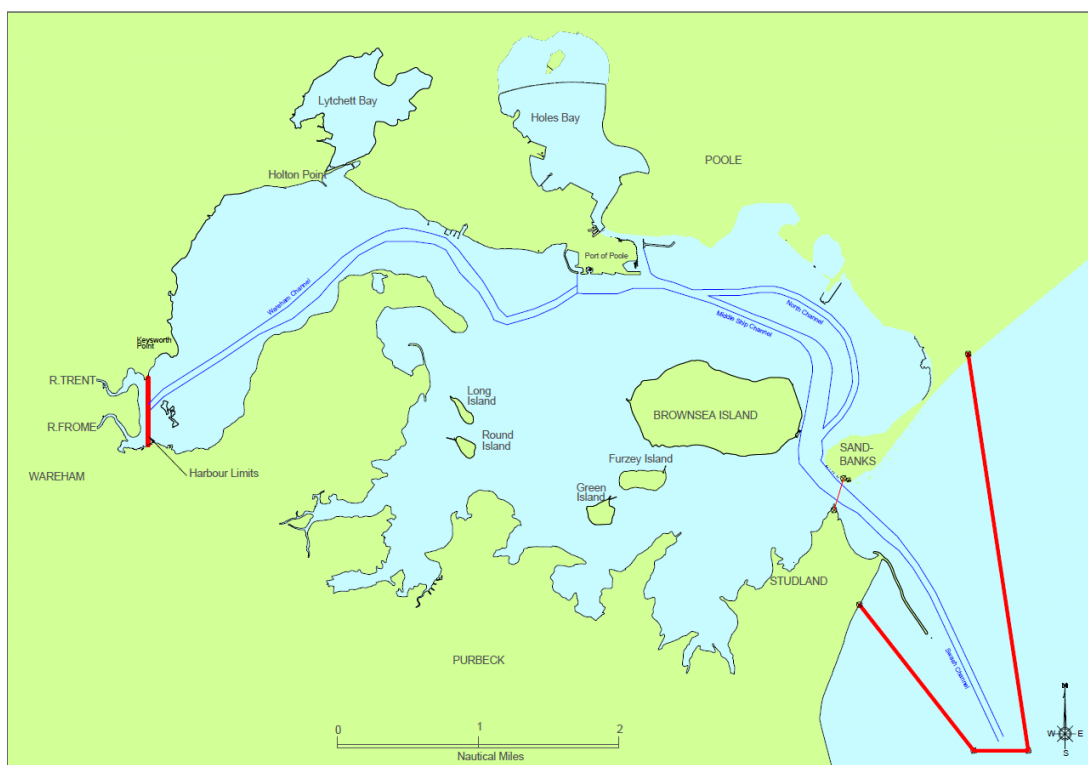 Lytchett Bay
Holes Bay
POOLE
Holton Point
Port of Poole
Wareham Channel
North Channel
Middle Ship Channel
Keysworth
Point
R.TRENT
R.FROME
Long
Island
BROWNSEA ISLAND
Round
Island
SAND-
BANKS
Furzey Island
Harbour Limits
WAREHAM
Green
Island
STUDLAND
PURBECK
Swash Channel
0
1
2
Nautical Miles
N
W
E
S